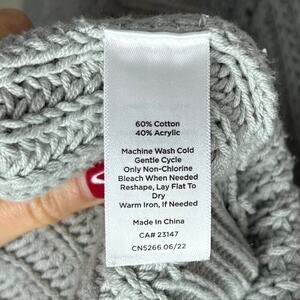 60% Cotton
40% Acrylic
Machine Wash Cold
Gentle Cycle
Only Non-Chlorine
Bleach When Needed
Reshape, Lay Flat To
Dry
Warm Iron, If Needed
Made In China
CA# 23147
CN5266 06/22